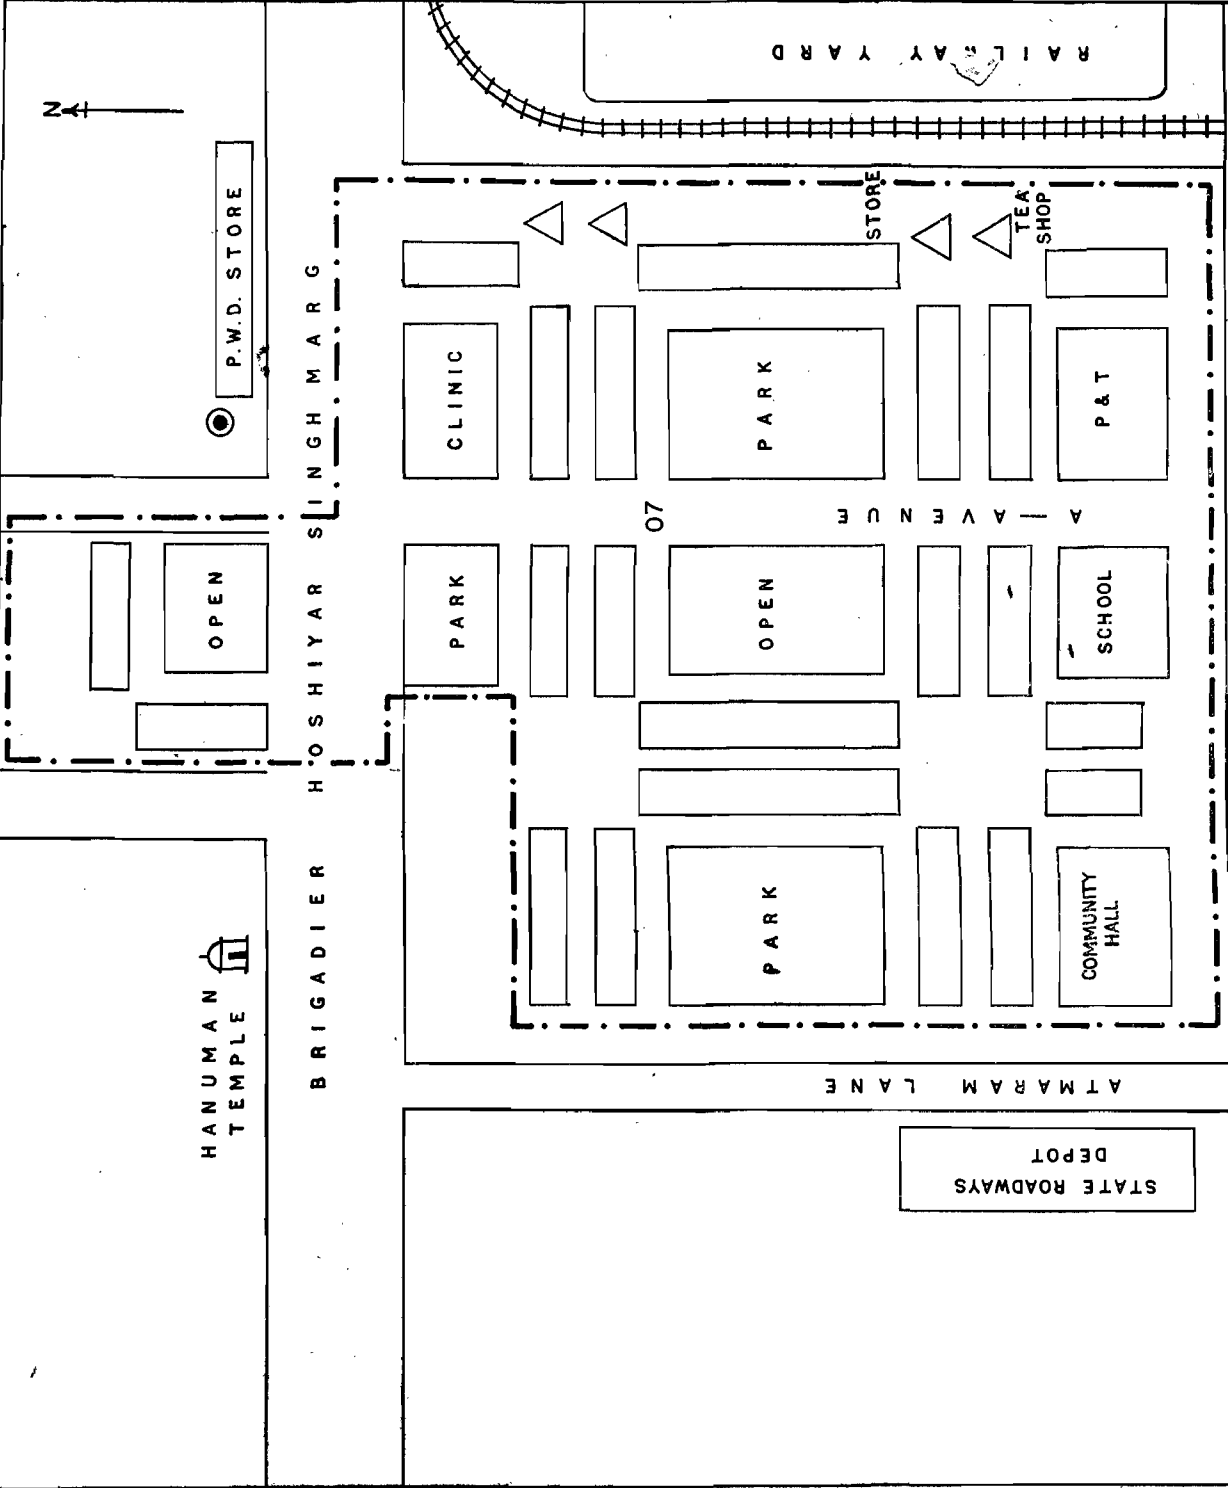 N
P.W.D. STORE
RAILWAY YARD
STORE
TEA
SHOP
CLINIC
PARK
P & T
07
A — AVENUE
OPEN
PARK
OPEN
SCHOOL
BRIGADIER HOSHIYAR SINGH MARG
PARK
COMMUNITY
HALL
HANUMAN
TEMPLE
ATMARAM LANE
STATE ROADWAYS
DEPOT